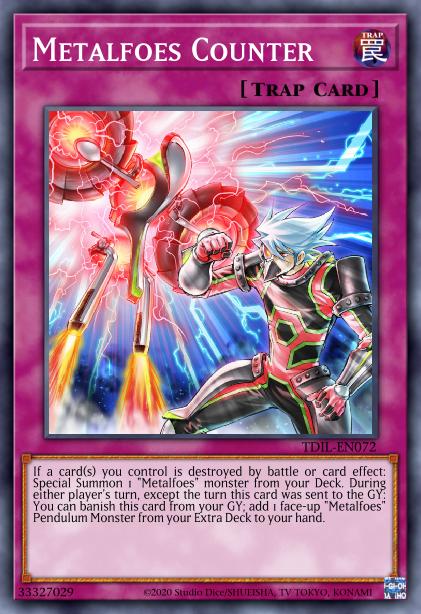 Metalfoes Counter
TRAP
罠
[Trap Card]
TDIL-EN072
If a card(s) you control is destroyed by battle or card effect:
Special Summon 1 "Metalfoes" monster from your Deck. During
either player's turn, except the turn this card was sent to the GY:
You can banish this card from your GY; add 1 face-up "Metalfoes"
Pendulum Monster from your Extra Deck to your hand.
33327029
©2020 Studio Dice/SHUEISHA, TV TOKYO, KONAMI